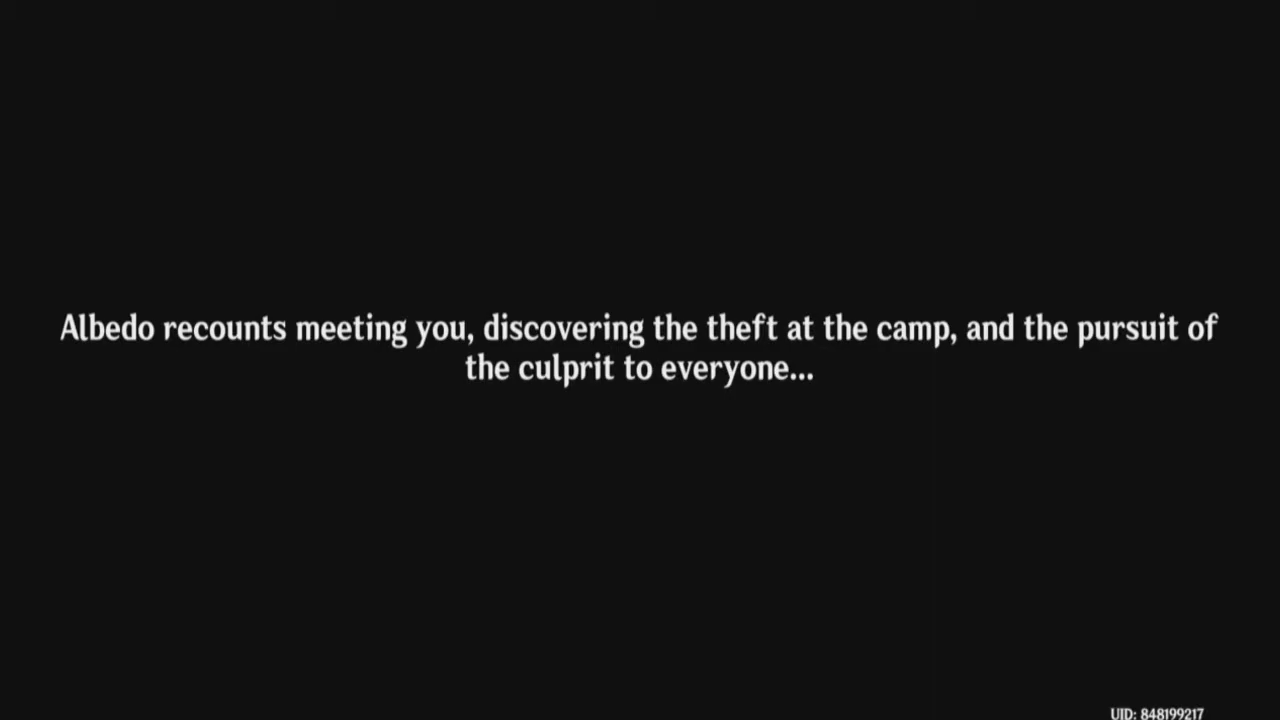 Albedo recounts meeting you, discovering the theft at the camp, and the pursuit of
the culprit to everyone...
UID: 848199217